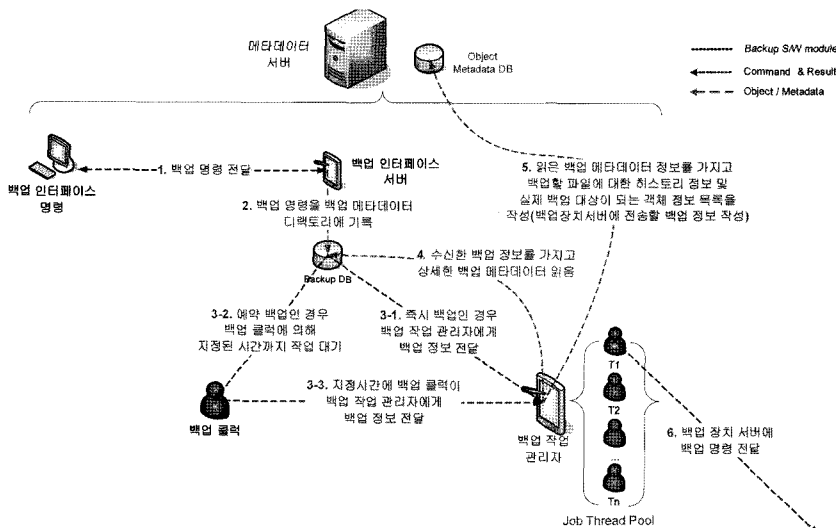 메타데이터
서버
Object
Metadata DB
Backup S/W module
Command & Result
Object / Metadata
1. 백업 명령 전달
백업 인터페이스
명령
백업 인터페이스
서버
2. 백업 명령을 백업 메타데이터
디렉토리에 기록
Backup DB
5. 읽은 백업 메타데이터 정보를 가지고
백업할 파일에 대한 히스토리 정보 및
실제 백업 대상이 되는 객체 정보 목록을
작성(백업장치서버에 전송할 백업 정보 작성)
4. 수신한 백업 정보를 가지고
상세한 백업 메타데이터 읽음
3-2. 예약 백업인 경우
백업 클럭에 의해
지정된 시간까지 작업 대기
3-1. 즉시 백업인 경우
백업 작업 관리자에게
백업 정보 전달
3-3. 지정시간에 백업 클럭이
백업 작업 관리자에게
백업 정보 전달
백업 클럭
백업 작업
관리자
T1
T2
...
Tn
Job Thread Pool
6. 백업 장치 서버에
백업 명령 전달